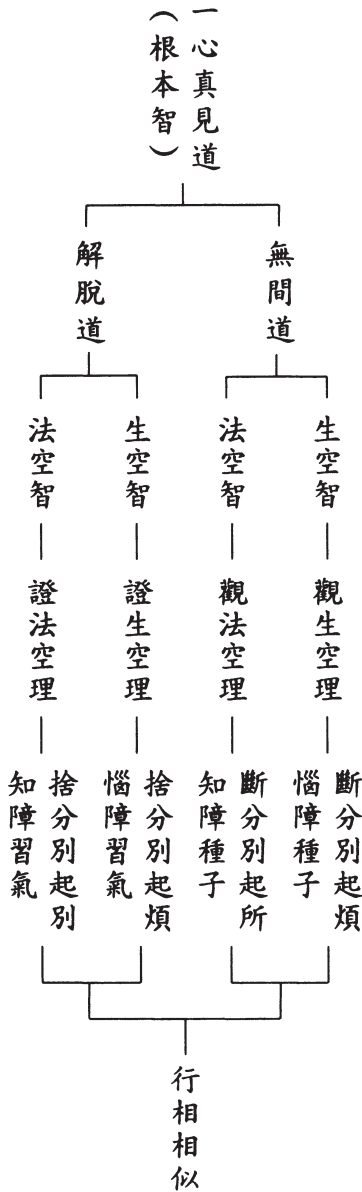 一心真見道
（根本智）
無間道
解脫道
生空智
法空智
生空智
法空智
觀生空理
觀法空理
證生空理
證法空理
斷分別起煩
惱障種子
斷分別起所
知障種子
捨分別起煩
惱障習氣
捨分別起別
知障習氣
行相相似